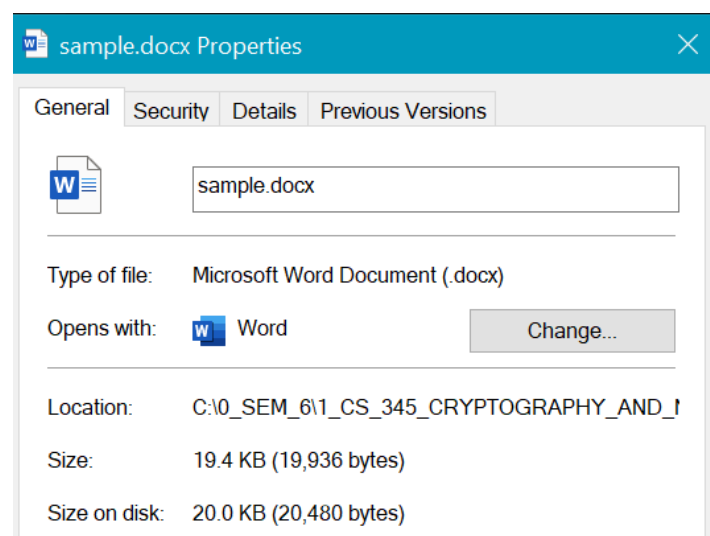 sample.docx Properties
General Security Details Previous Versions
sample.docx
Type of file: Microsoft Word Document (.docx)
Opens with: Word Change...
Location: C:\0_SEM_6\1_CS_345_CRYPTOGRAPHY_AND_
Size: 19.4 KB (19,936 bytes)
Size on disk: 20.0 KB (20,480 bytes)